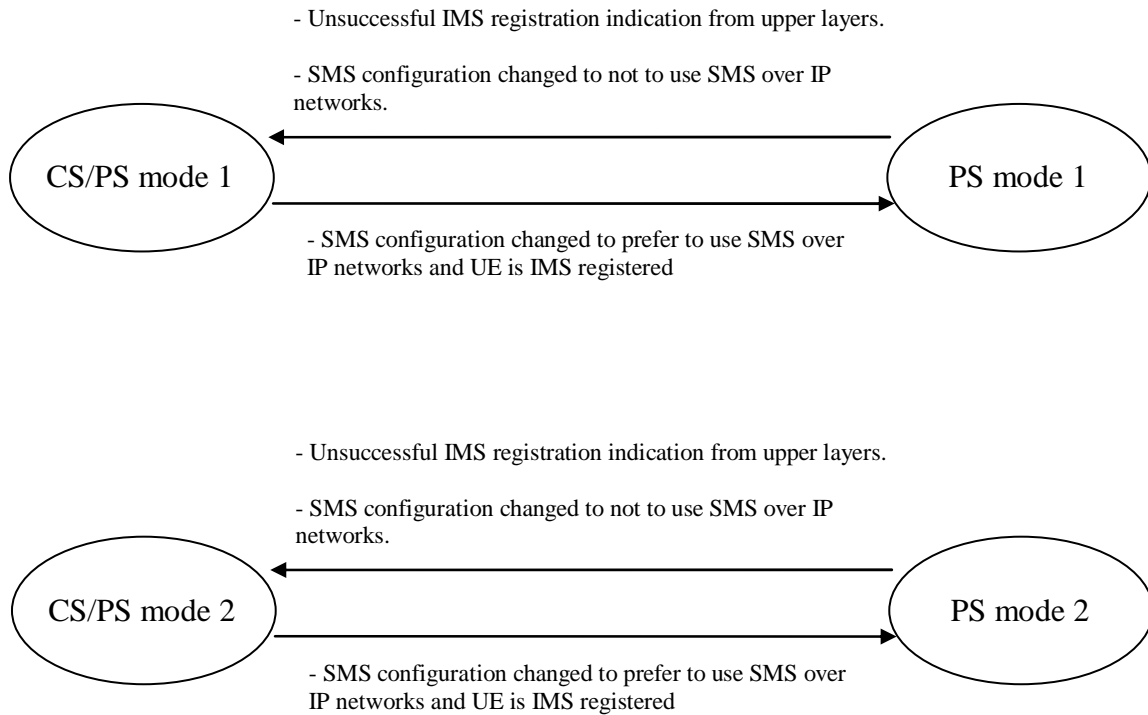 - Unsuccessful IMS registration indication from upper layers.
- SMS configuration changed to not to use SMS over IP
networks.
CS/PS mode 1
PS mode 1
- SMS configuration changed to prefer to use SMS over
IP networks and UE is IMS registered
- Unsuccessful IMS registration indication from upper layers.
- SMS configuration changed to not to use SMS over IP
networks.
CS/PS mode 2
PS mode 2
- SMS configuration changed to prefer to use SMS over
IP networks and UE is IMS registered